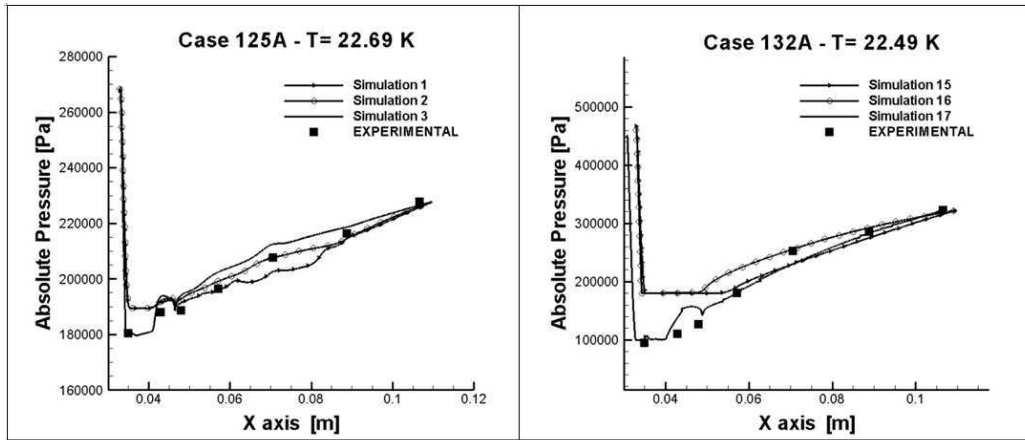 Case 125A - T= 22.69 K
Simulation 1
Simulation 2
Simulation 3
EXPERIMENTAL
Absolute Pressure [Pa]
280000
260000
240000
220000
200000
180000
160000
0.04
0.06
0.08
0.1
0.12
X axis [m]
Case 132A - T= 22.49 K
Simulation 15
Simulation 16
Simulation 17
EXPERIMENTAL
Absolute Pressure [Pa]
500000
400000
300000
200000
100000
0
0.04
0.06
0.08
0.1
X axis [m]